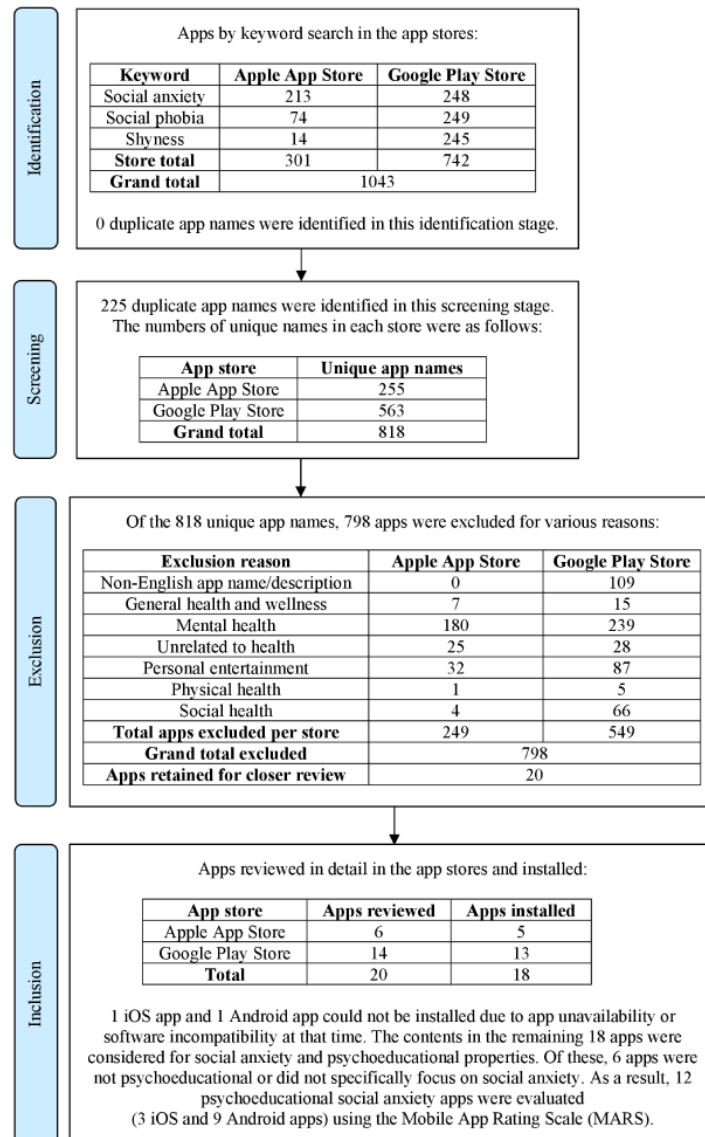 Identification
Apps by keyword search in the app stores:
Keyword Apple App Store Google Play Store
Social anxiety 213 248
Social phobia 74 249
Shyness 14 245
Store total 301 742
Grand total 1043
0 duplicate app names were identified in this identification stage.
Screening
225 duplicate app names were identified in this screening stage.
The numbers of unique names in each store were as follows:
App store Unique app names
Apple App Store 255
Google Play Store 563
Grand total 818
Exclusion
Of the 818 unique app names, 798 apps were excluded for various reasons:
Exclusion reason Apple App Store Google Play Store
Non-English app name/description 0 109
General health and wellness 7 15
Mental health 180 239
Unrelated to health 25 28
Personal entertainment 32 87
Physical health 1 5
Social health 4 66
Total apps excluded per store 249 549
Grand total excluded 798
Apps retained for closer review 20
Inclusion
Apps reviewed in detail in the app stores and installed:
App store Apps reviewed Apps installed
Apple App Store 6 5
Google Play Store 14 13
Total 20 18
1 iOS app and 1 Android app could not be installed due to app unavailability or
software incompatibility at that time. The contents in the remaining 18 apps were
considered for social anxiety and psychoeducational properties. Of these, 6 apps were
not psychoeducational or did not specifically focus on social anxiety. As a result, 12
psychoeducational social anxiety apps were evaluated
(3 iOS and 9 Android apps) using the Mobile App Rating Scale (MARS).